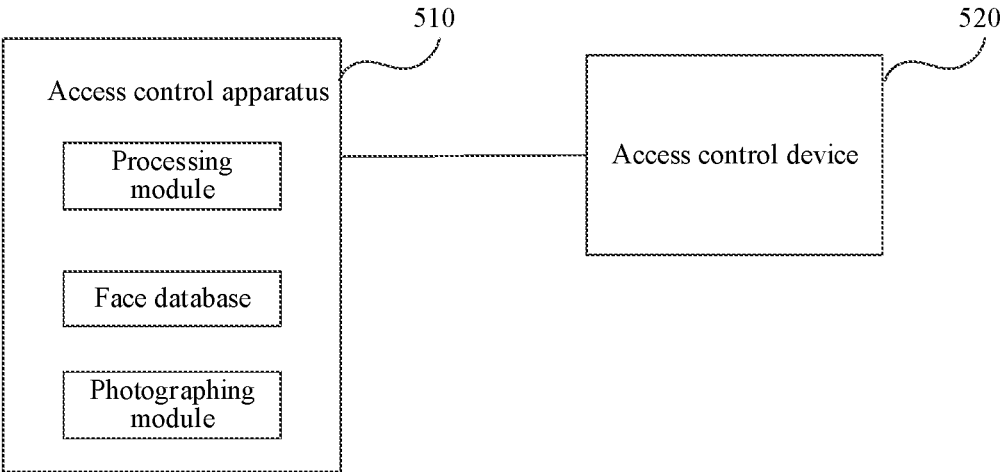 510
520
Access control apparatus
Processing
module
Access control device
Face database
Photographing
module